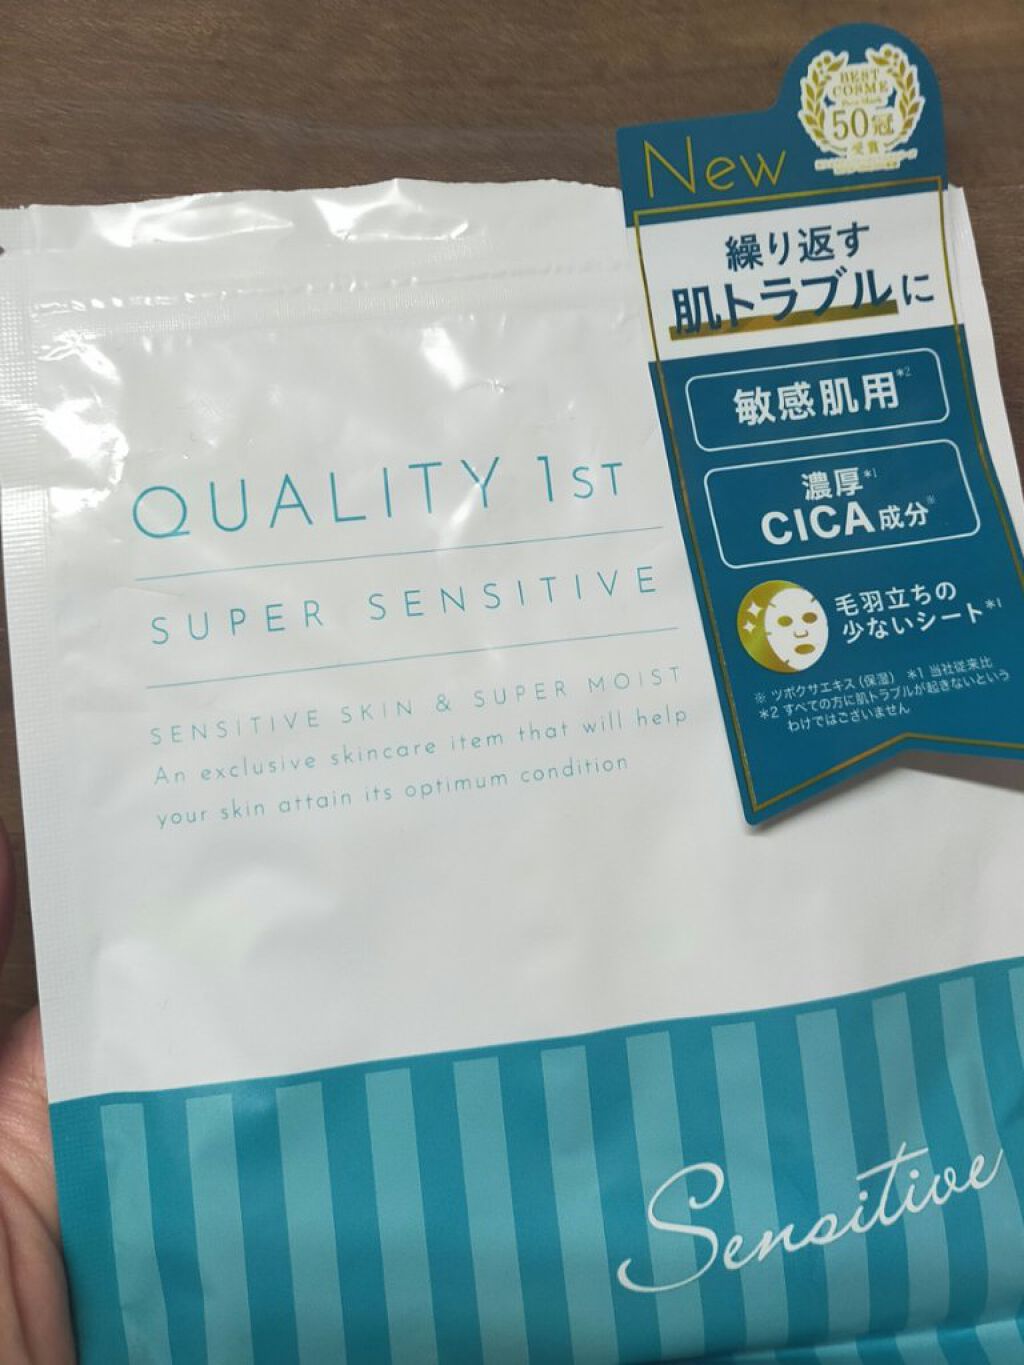 BEST
COSME
50冠
受賞
New
繰り返す
肌トラブルに
敏感肌用*2
濃厚*1
CICA成分※
毛羽立ちの
少ないシート*1
※ ツボクサエキス(保湿) *1 当社従来比
*2 すべての方に肌トラブルが起きないという
わけではございません
QUALITY 1ST
SUPER SENSITIVE
SENSITIVE SKIN & SUPER MOIST
An exclusive skincare item that will help
your skin attain its optimum condition
Sensitive